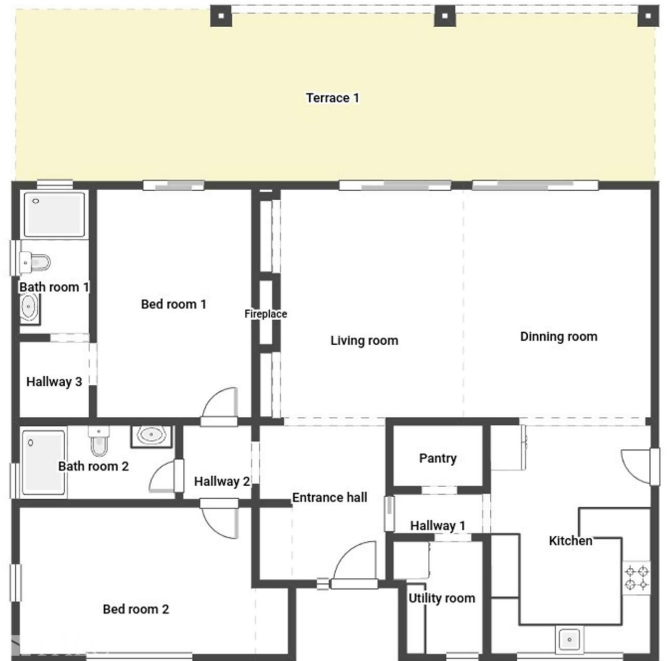 Terrace 1
Bath room 1
Bed room 1
Fireplace
Living room
Dinning room
Hallway 3
Bath room 2
Hallway 2
Entrance hall
Pantry
Hallway 1
Kitchen
Bed room 2
Utility room